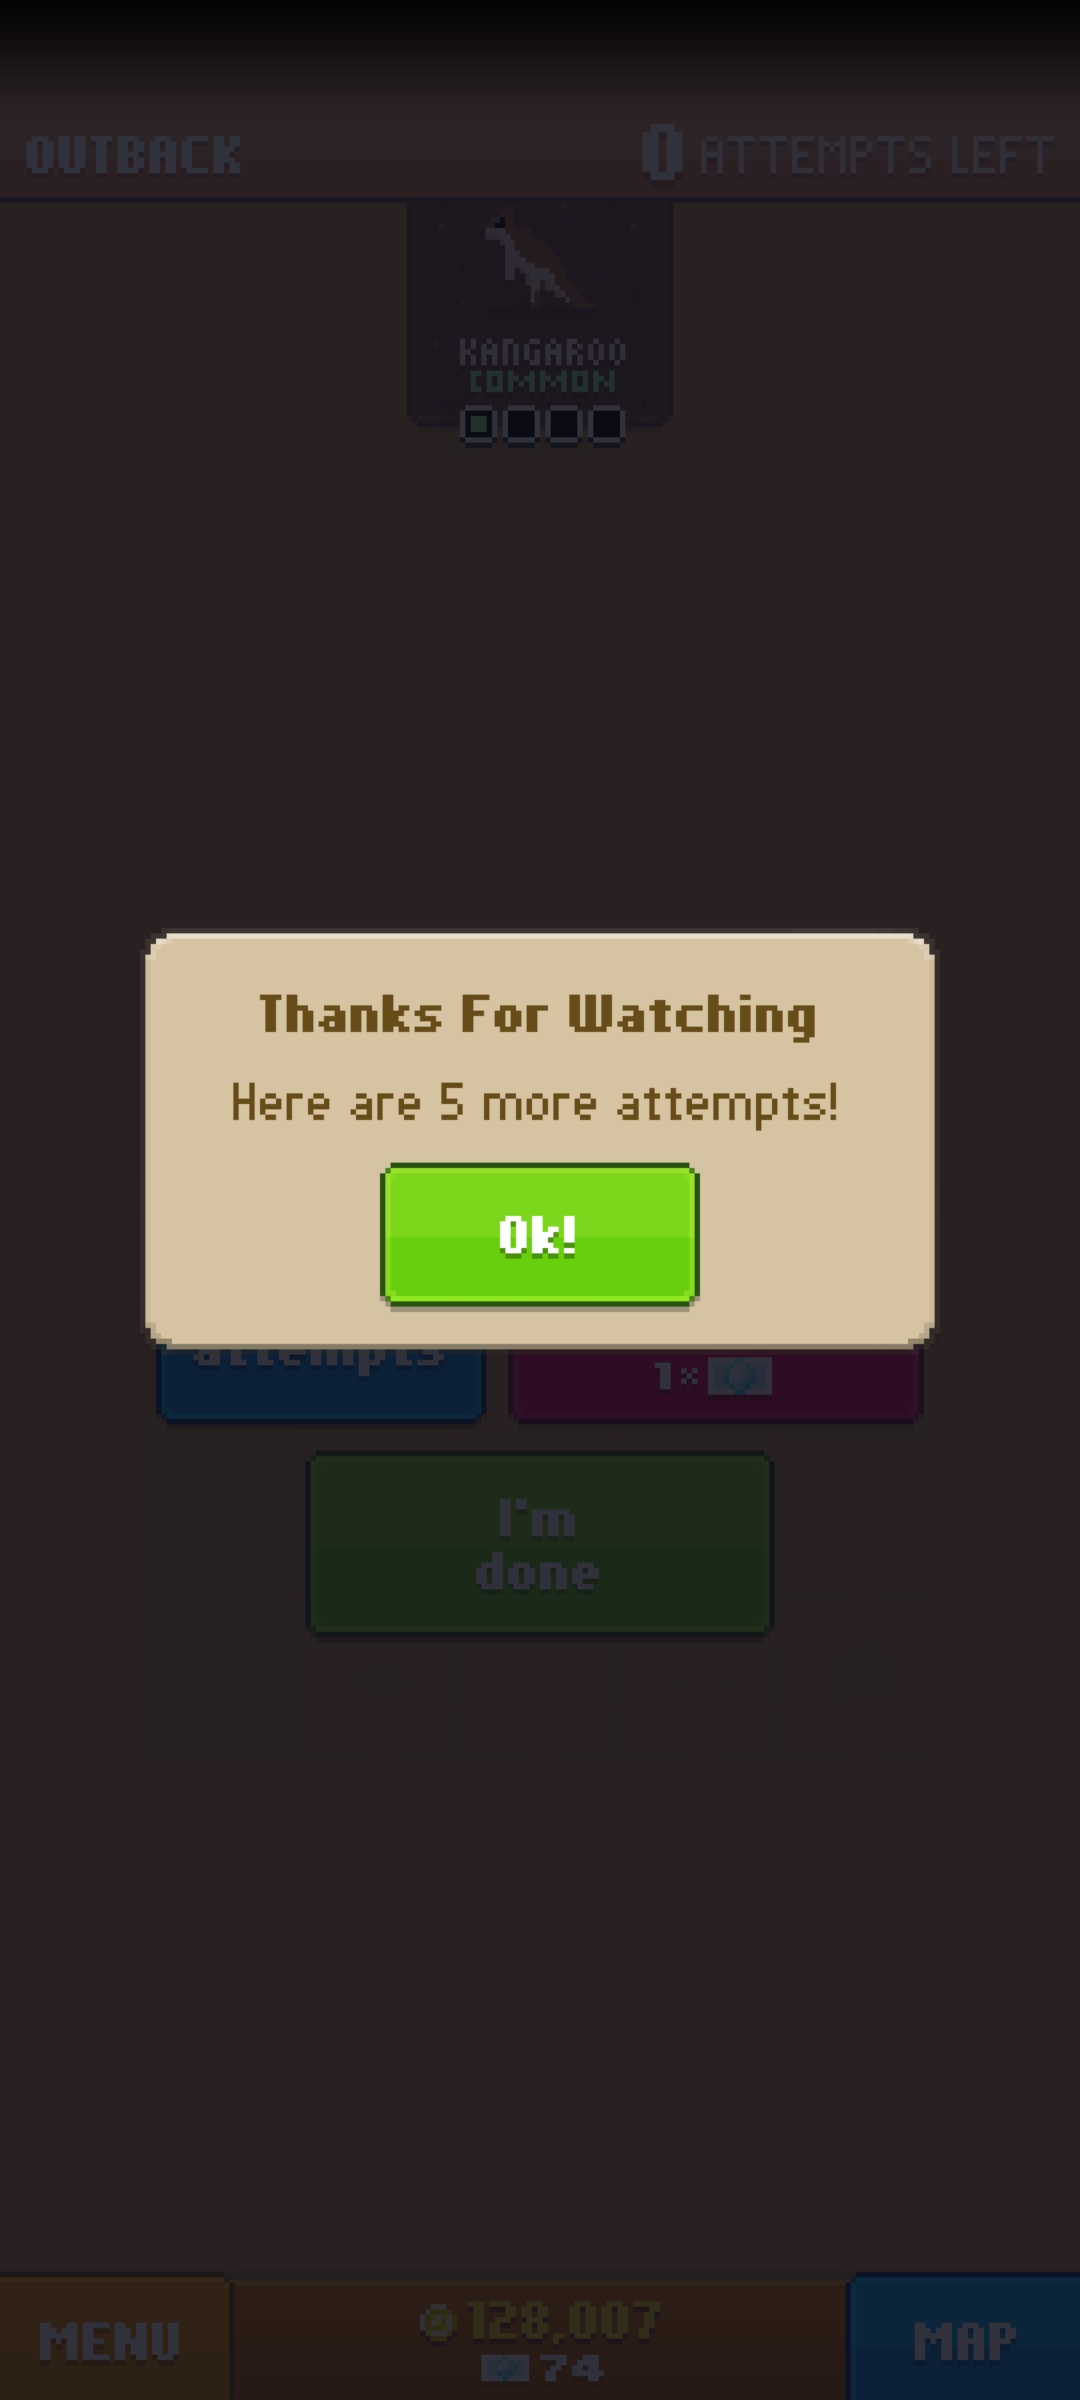 OUTBACK
0 ATTEMPTS LEFT
KANGAROO
COMMON
Thanks For Watching
Here are 5 more attempts!
Ok!
attempts
1×
I'm
done
MENU
128,007
74
MAP